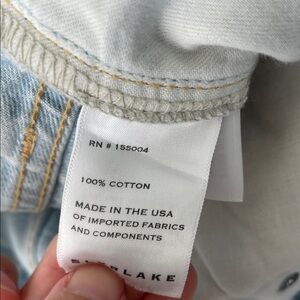 RN # 155004
100% COTTON
MADE IN THE USA
OF IMPORTED FABRICS
AND COMPONENTS